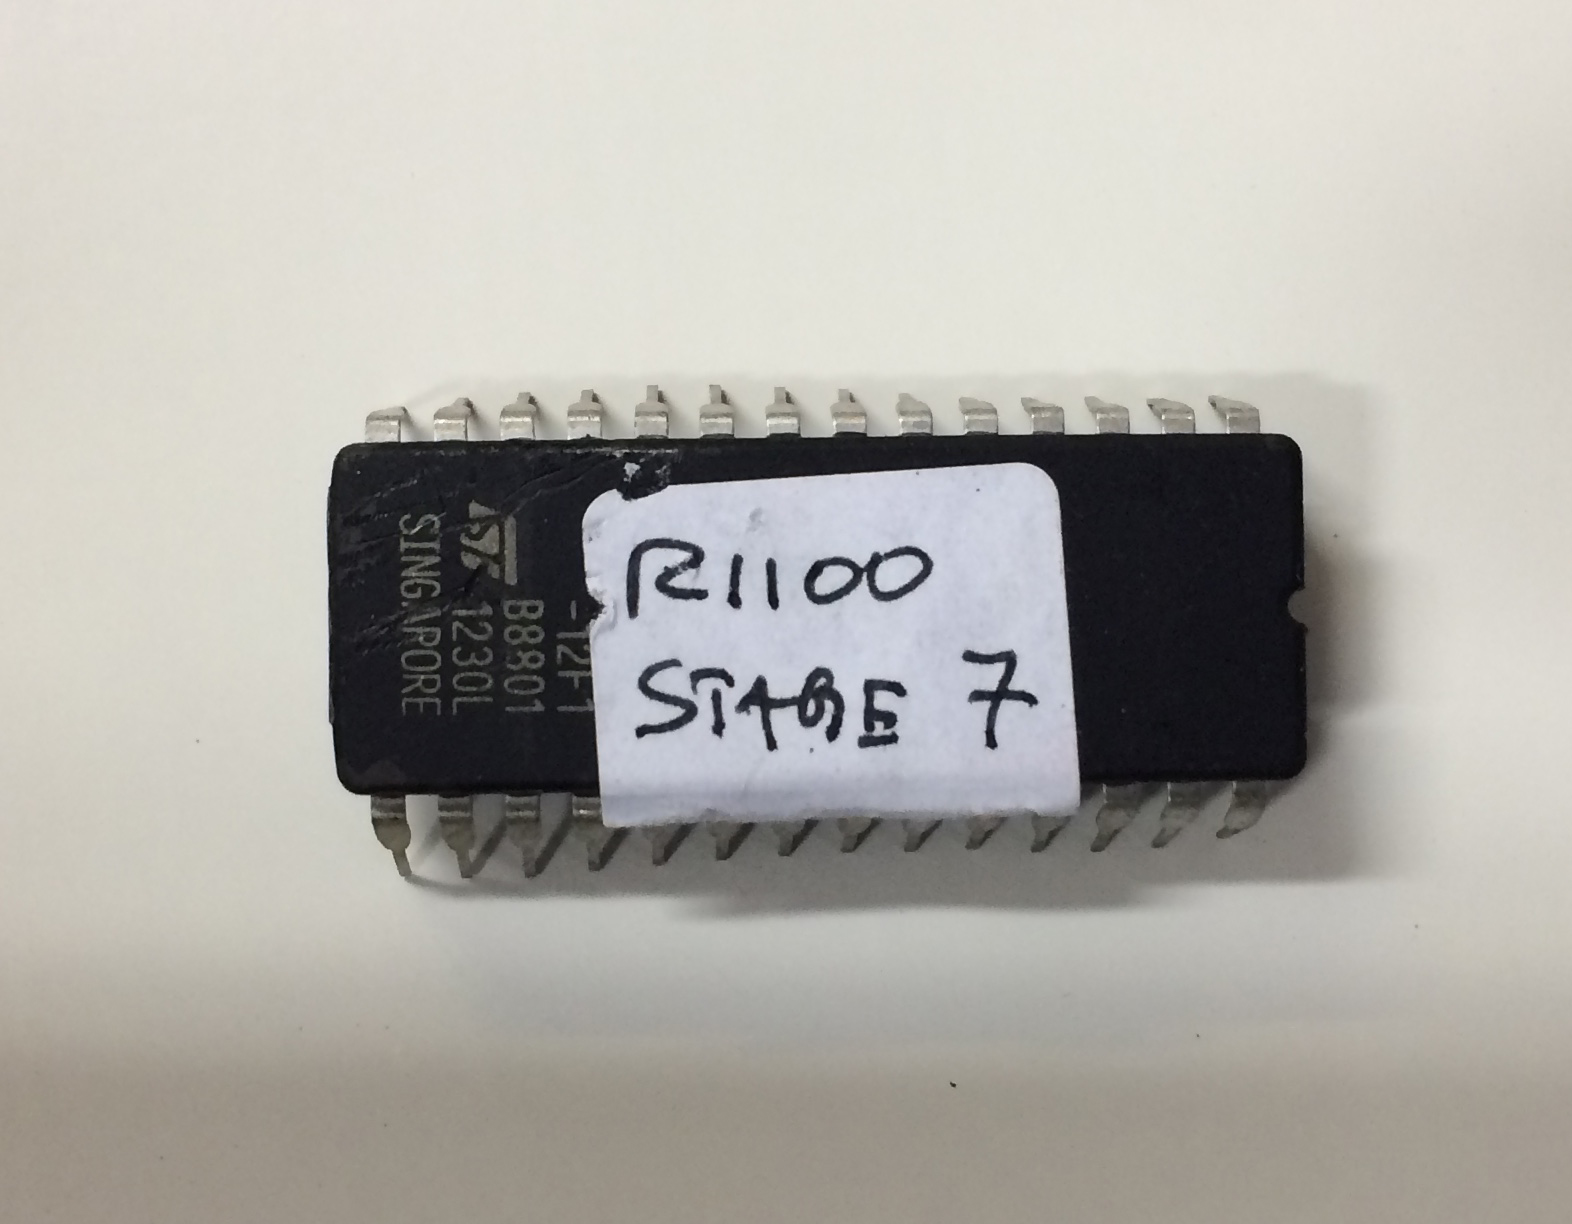 R1100
STAGE 7
-12F1
B8801
1230L
SINGAPORE